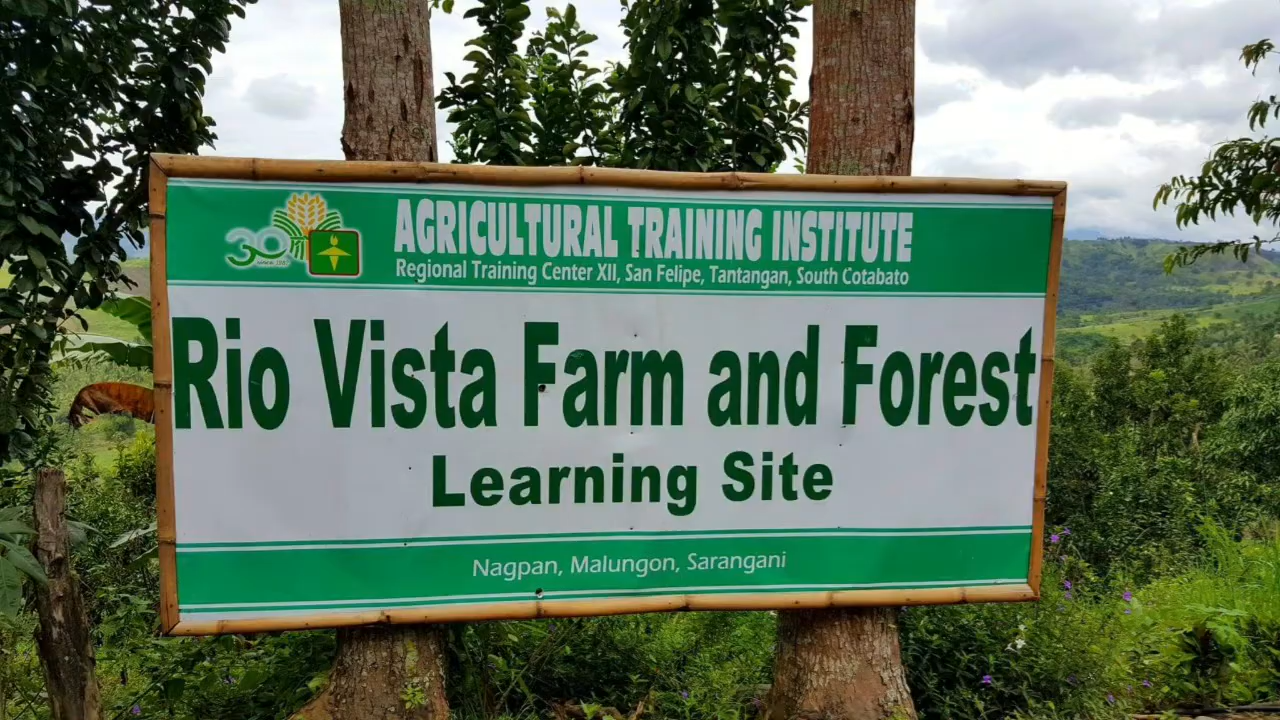 30
AGRICULTURAL TRAINING INSTITUTE
Regional Training Center XII, San Felipe, Tantangan, South Cotabato
Rio Vista Farm and Forest
Learning Site
Nagpan, Malungon, Sarangani